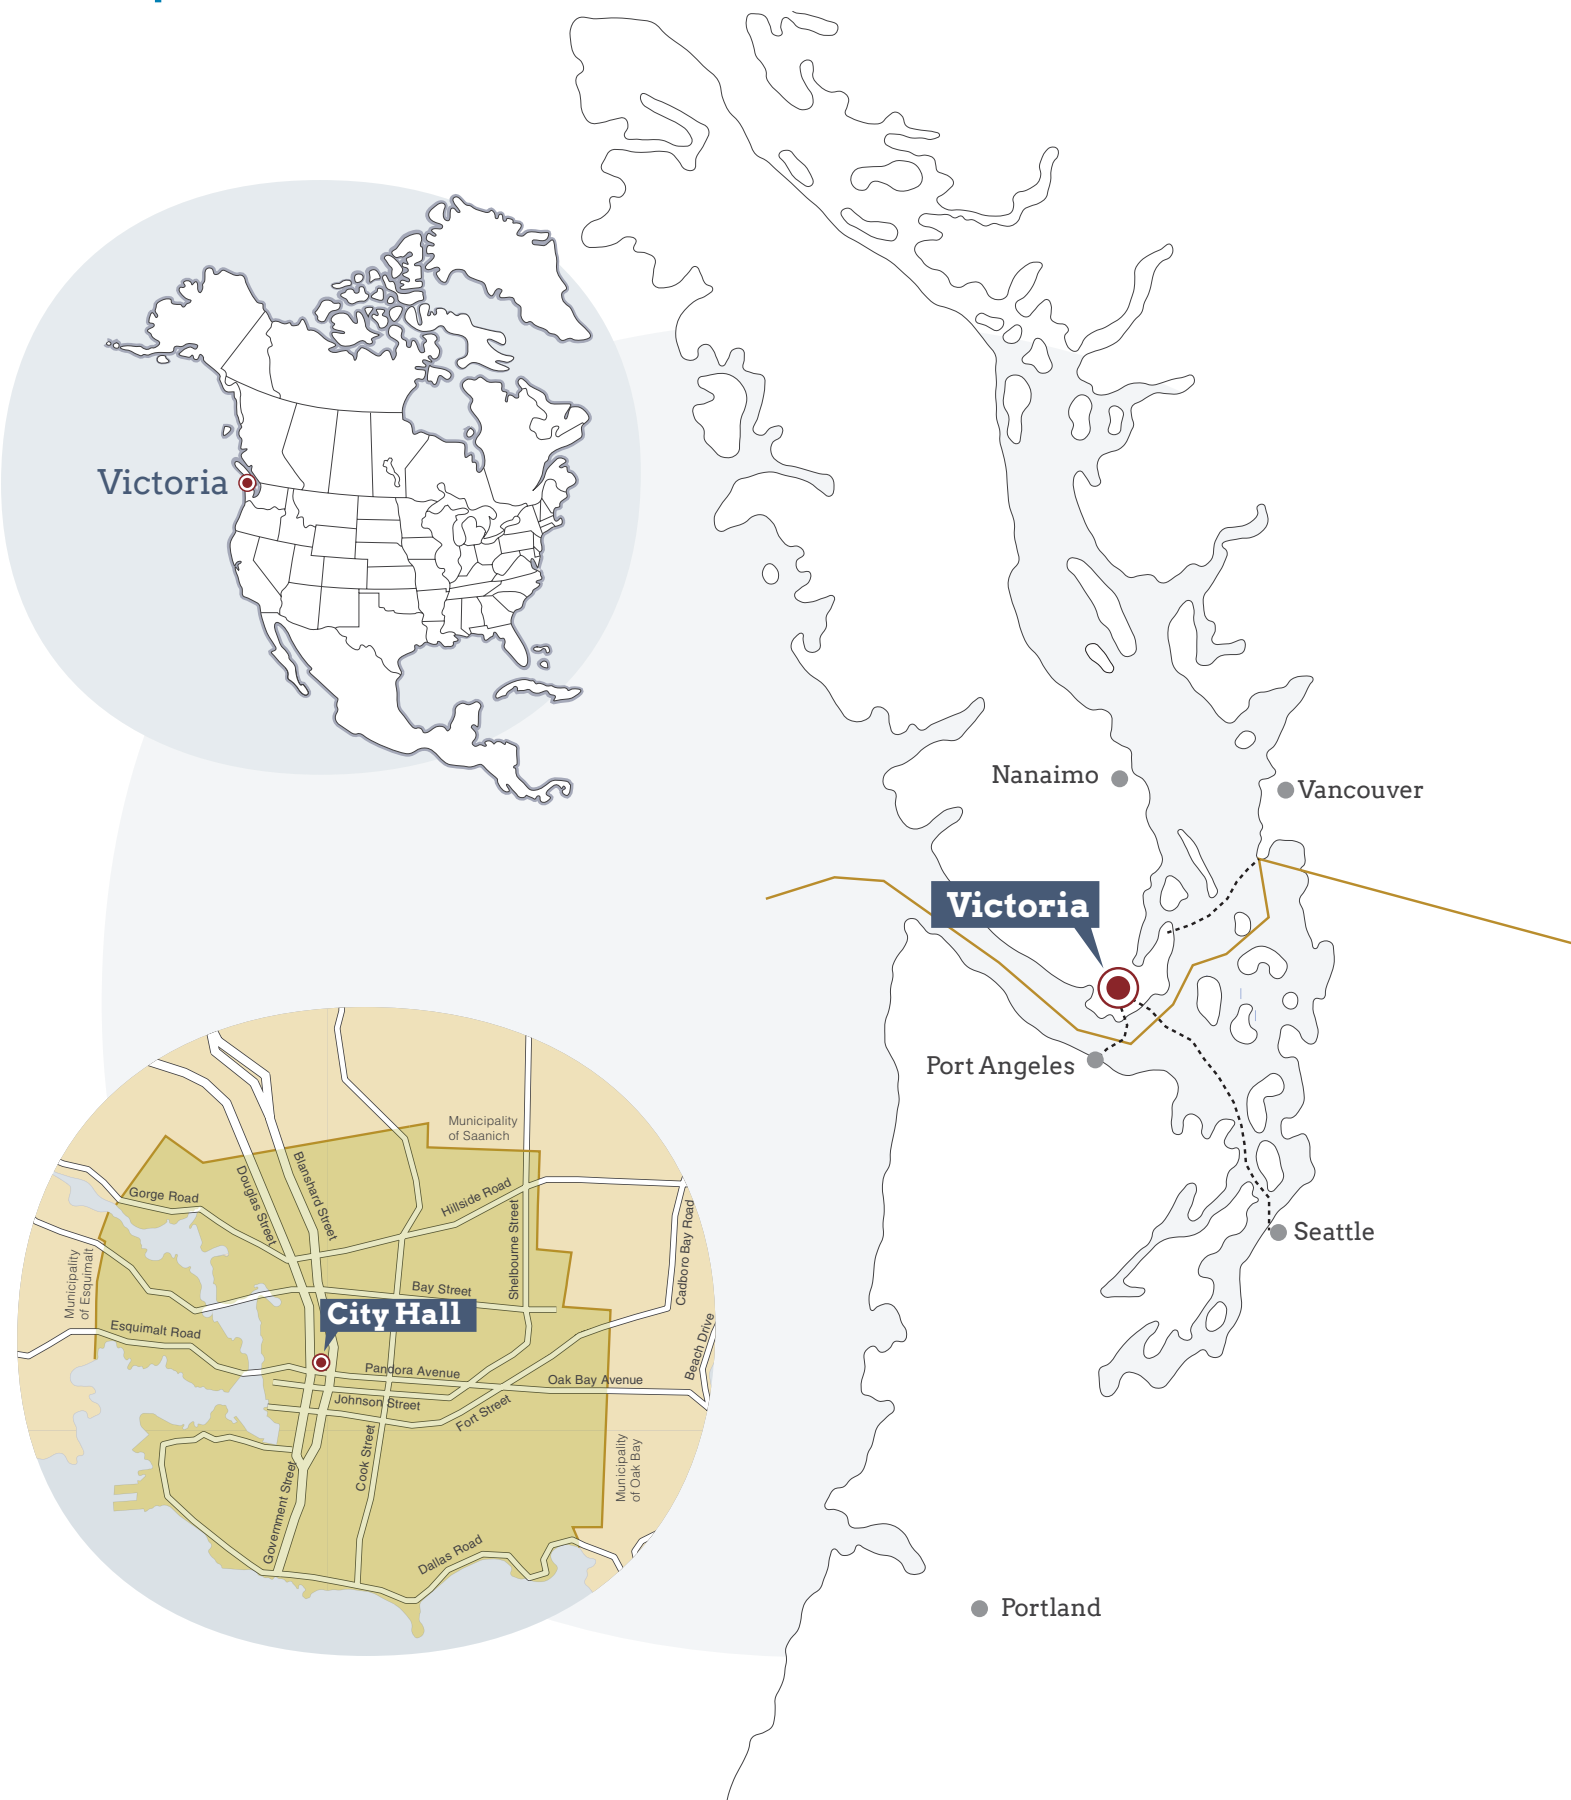 Victoria
Nanaimo
Vancouver
Victoria
Port Angeles
Seattle
Portland
Municipality
of Saanich
Gorge Road
Douglas Street
Blanshard Street
Hillside Road
Shelbourne Street
Cadboro Bay Road
Municipality
of Esquimalt
Bay Street
City Hall
Esquimalt Road
Beach Drive
Pandora Avenue
Oak Bay Avenue
Johnson Street
Fort Street
Cook Street
Municipality
of Oak Bay
Government Street
Dallas Road